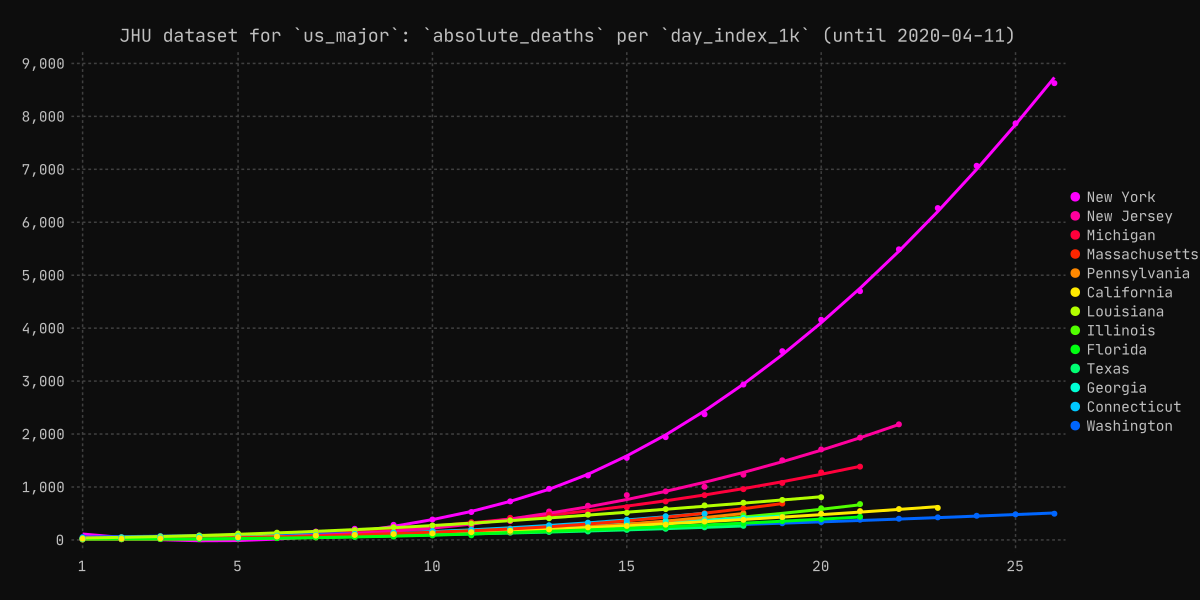 JHU dataset for `us_major`: `absolute_deaths` per `day_index_1k` (until 2020-04-11)
9,000
8,000
7,000
6,000
5,000
4,000
3,000
2,000
1,000
0
1 5 10 15 20 25
New York
New Jersey
Michigan
Massachusetts
Pennsylvania
California
Louisiana
Illinois
Florida
Texas
Georgia
Connecticut
Washington